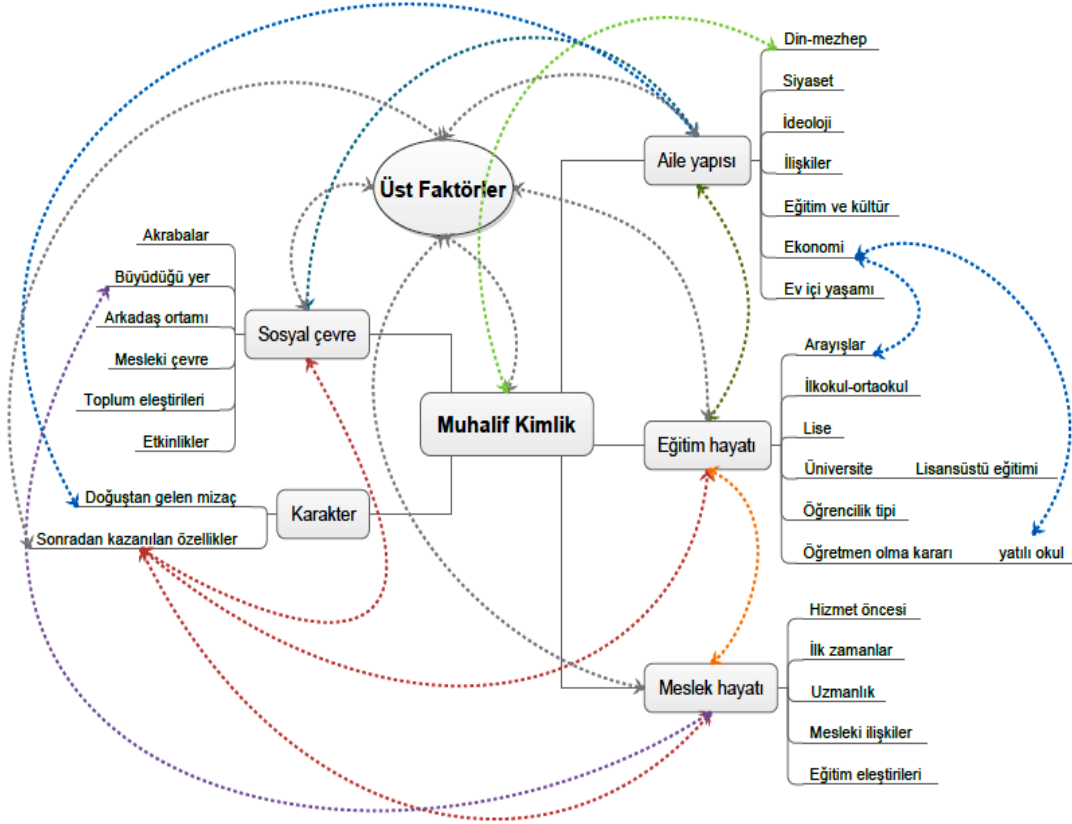 Üst Faktörler
Muhalif Kimlik
Sosyal çevre
Akrabalar
Büyüdüğü yer
Arkadaş ortamı
Mesleki çevre
Toplum eleştirileri
Etkinlikler
Karakter
Doğuştan gelen mizaç
Sonradan kazanılan özellikler
Aile yapısı
Din-mezhep
Siyaset
İdeoloji
İlişkiler
Eğitim ve kültür
Ekonomi
Ev içi yaşamı
Eğitim hayatı
Arayışlar
İlkokul-ortaokul
Lise
Üniversite Lisansüstü eğitimi
Öğrencilik tipi
Öğretmen olma kararı yatılı okul
Meslek hayatı
Hizmet öncesi
İlk zamanlar
Uzmanlık
Mesleki ilişkiler
Eğitim eleştirileri